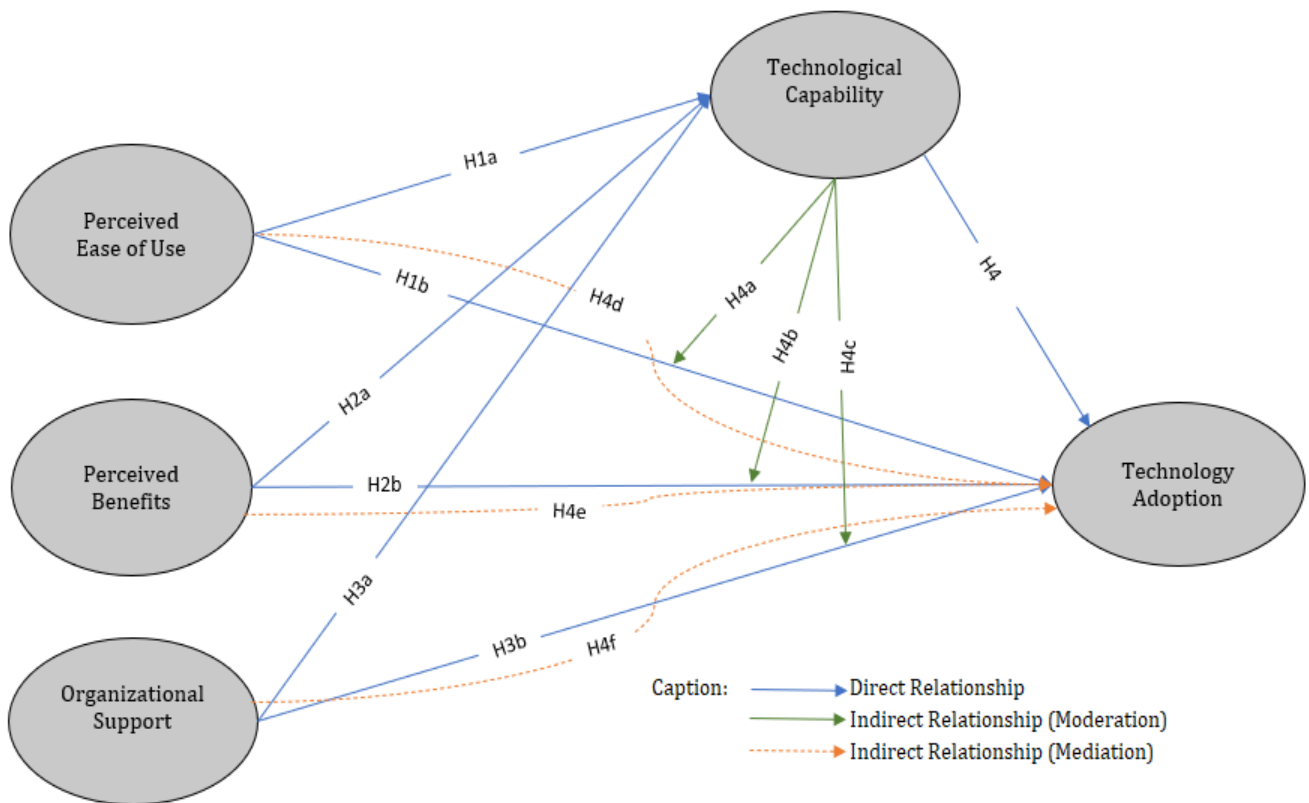 Technological
Capability
H1a
Perceived
Ease of Use
H1b
H4d
H4a
H4b
H4c
H4
H2a
Perceived
Benefits
H2b
H4e
Technology
Adoption
H3a
H3b
H4f
Organizational
Support
Caption:
Direct Relationship
Indirect Relationship (Moderation)
Indirect Relationship (Mediation)